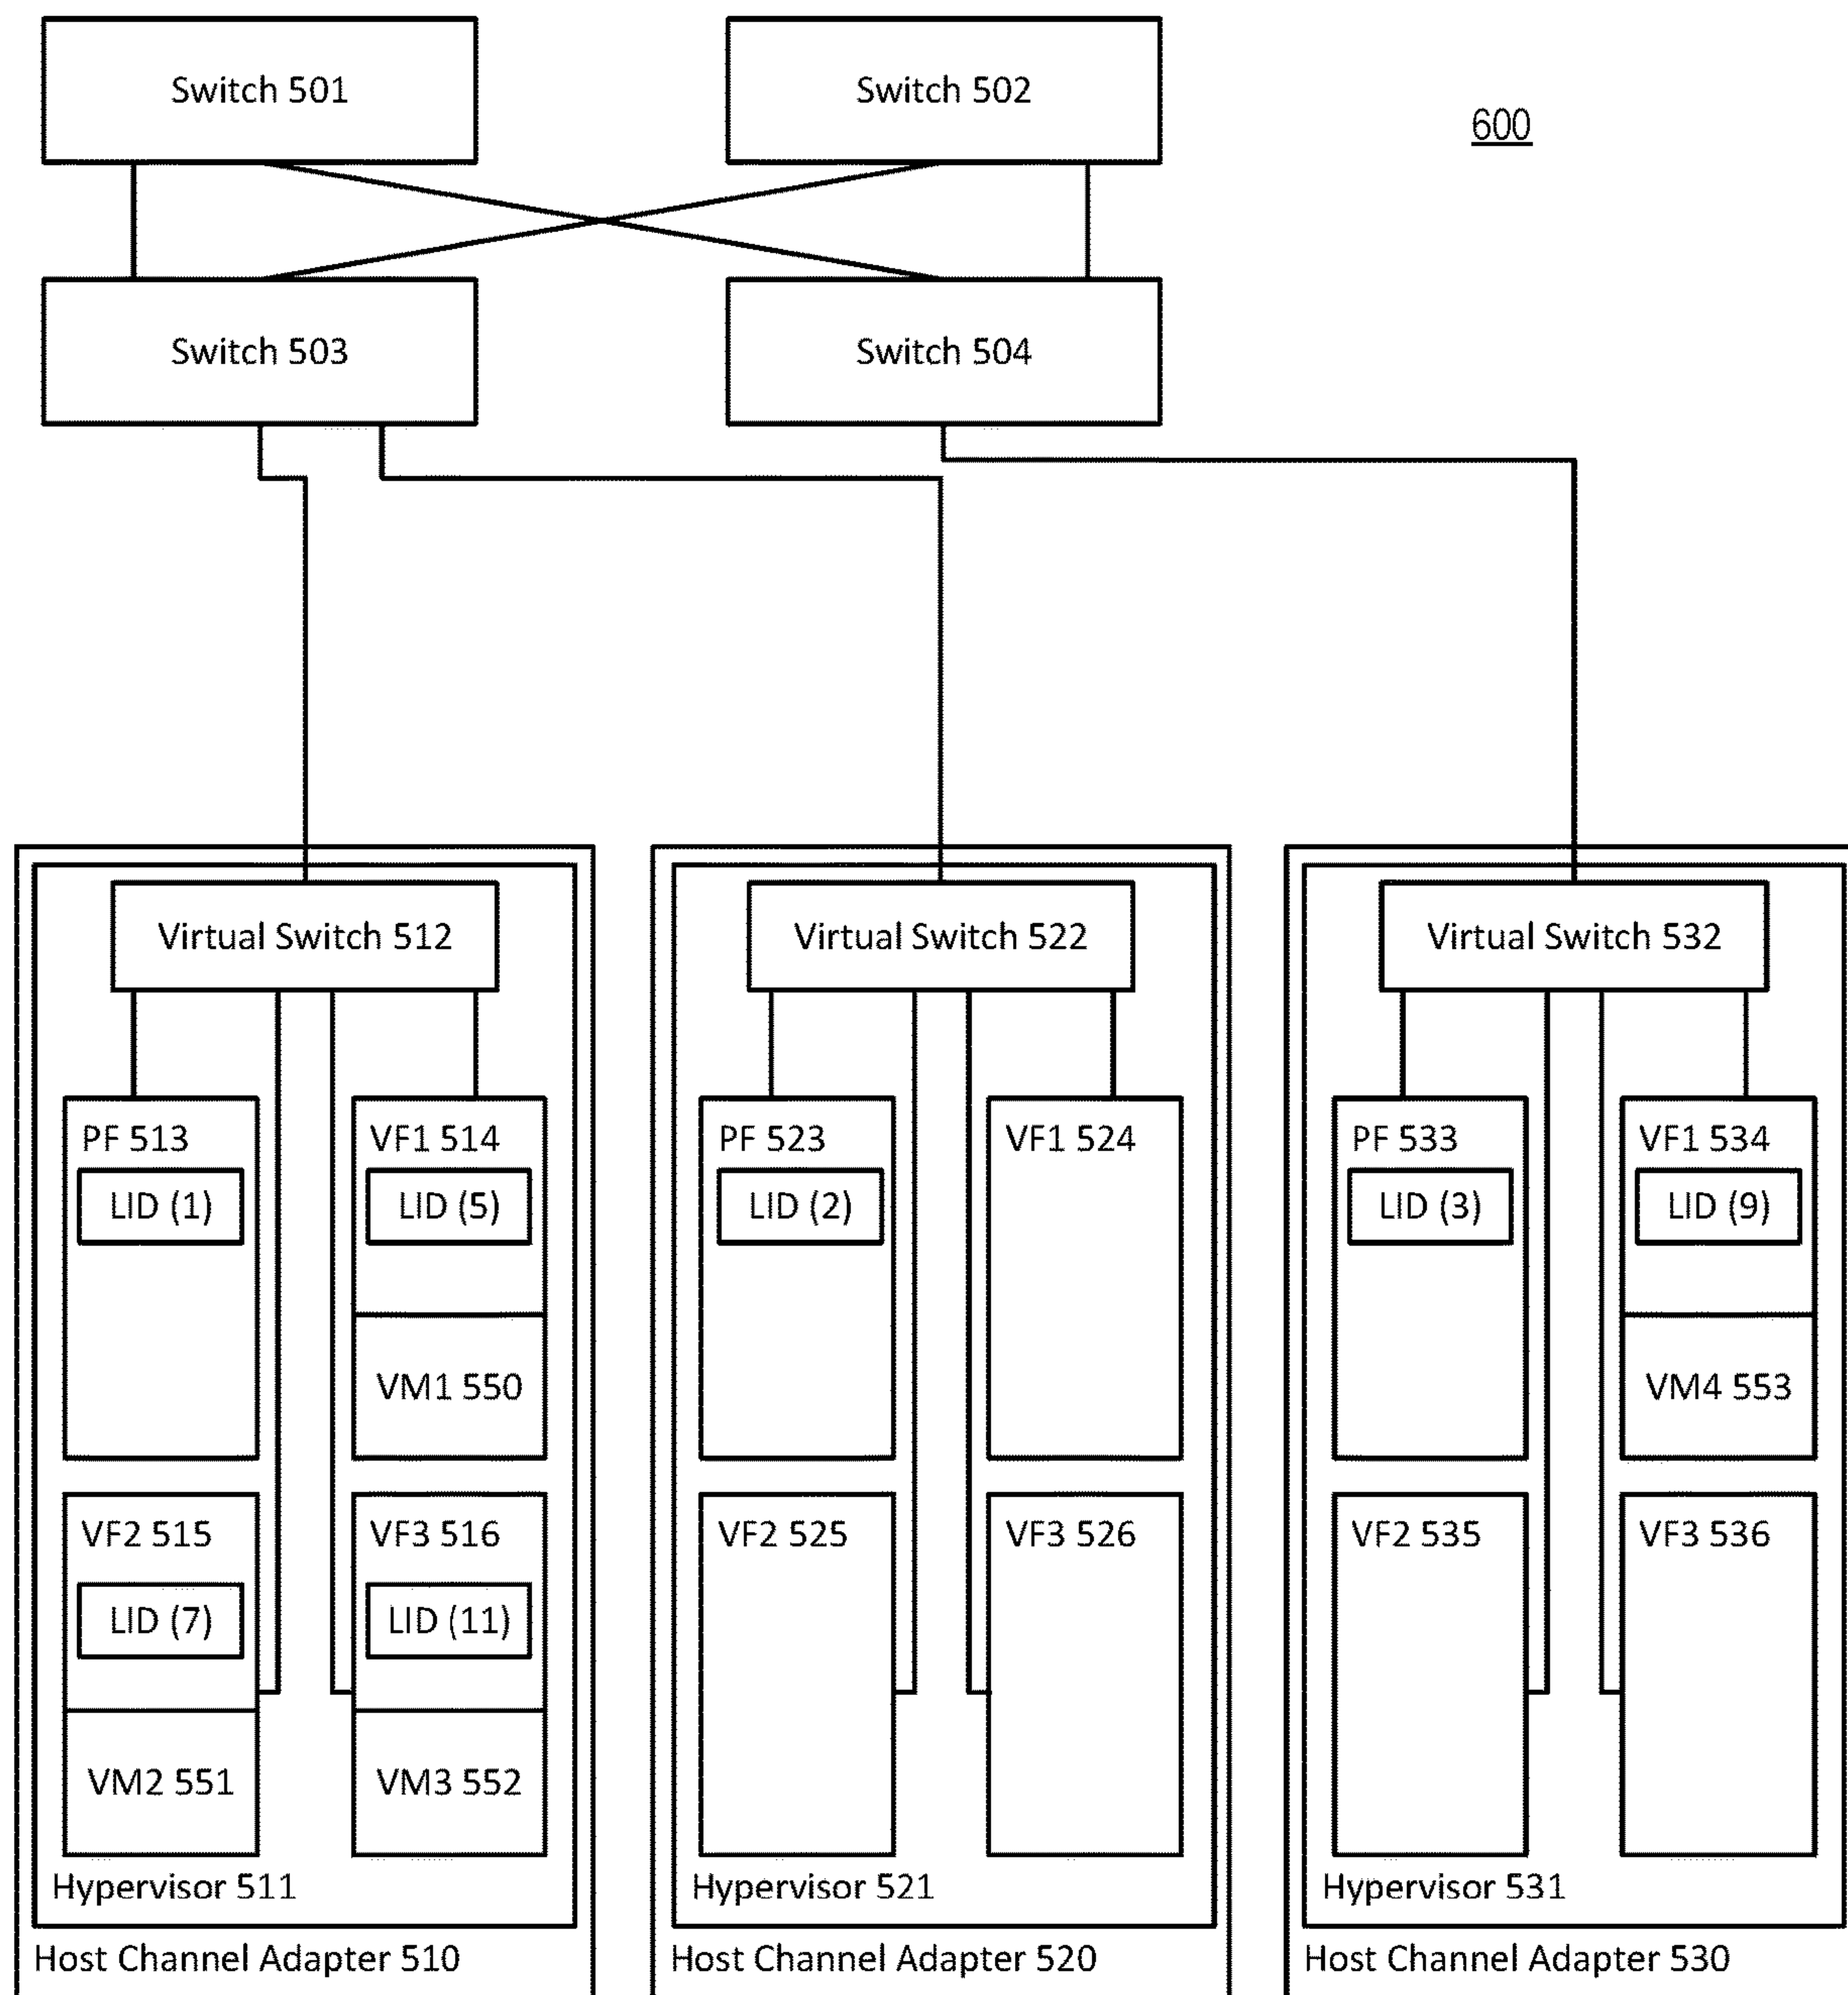 Switch 501
Switch 502
600
Switch 503
Switch 504
Virtual Switch 512
Virtual Switch 522
Virtual Switch 532
PF 513
LID (1)
VF1 514
LID (5)
VM1 550
VF2 515
LID (7)
VM2 551
VF3 516
LID (11)
VM3 552
Hypervisor 511
Host Channel Adapter 510
PF 523
LID (2)
VF1 524
VF2 525
VF3 526
Hypervisor 521
Host Channel Adapter 520
PF 533
LID (3)
VF1 534
LID (9)
VM4 553
VF2 535
VF3 536
Hypervisor 531
Host Channel Adapter 530